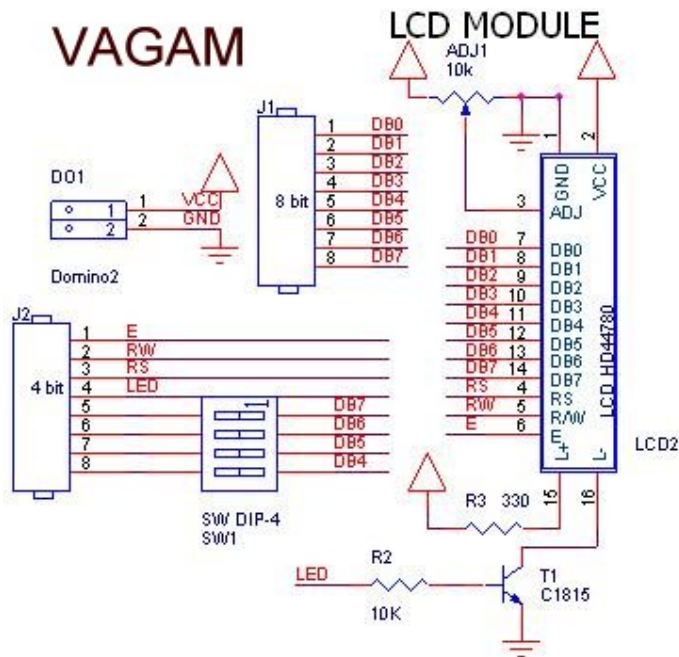 VAGAM
LCD MODULE
ADJ1
10k
J1
8 bit
1 DB0
2 DB1
3 DB2
4 DB3
5 DB4
6 DB5
7 DB6
8 DB7
DO1
1 1 VCC
2 2 GND
Domino2
1
2
GND
VCC
3 ADJ
DB0 7 DB0
DB1 8 DB1
DB2 9 DB2
DB3 10 DB3
DB4 11 DB4
DB5 12 DB5
DB6 13 DB6
DB7 14 DB7
RS 4 RS
RW 5 R/W
E 6 E
L+
L-
LCD HD44780
LCD2
15
16
J2
4 bit
1 E
2 RW
3 RS
4 LED
5 DB7
6 DB6
7 DB5
8 DB4
1
SW DIP-4
SW1
R3 330
R2
LED
10K
T1
C1815